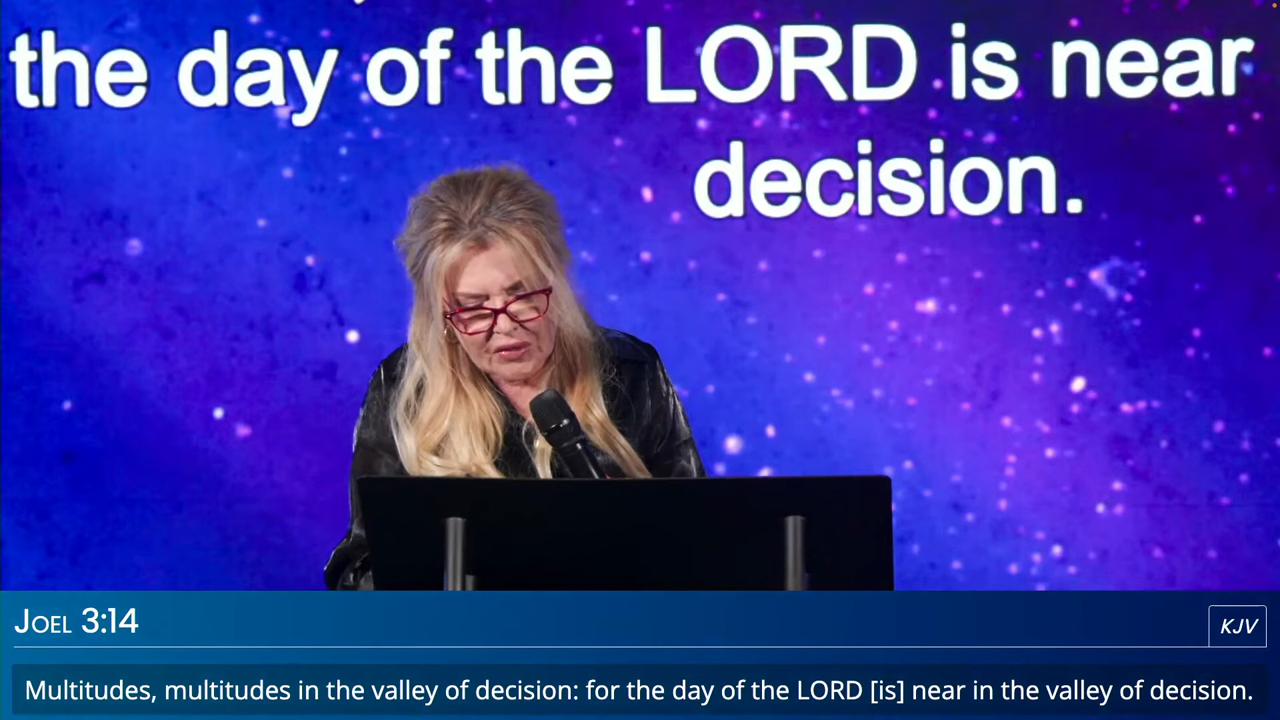 the day of the LORD is near
decision.
JOEL 3:14
KJV
Multitudes, multitudes in the valley of decision: for the day of the LORD [is] near in the valley of decision.